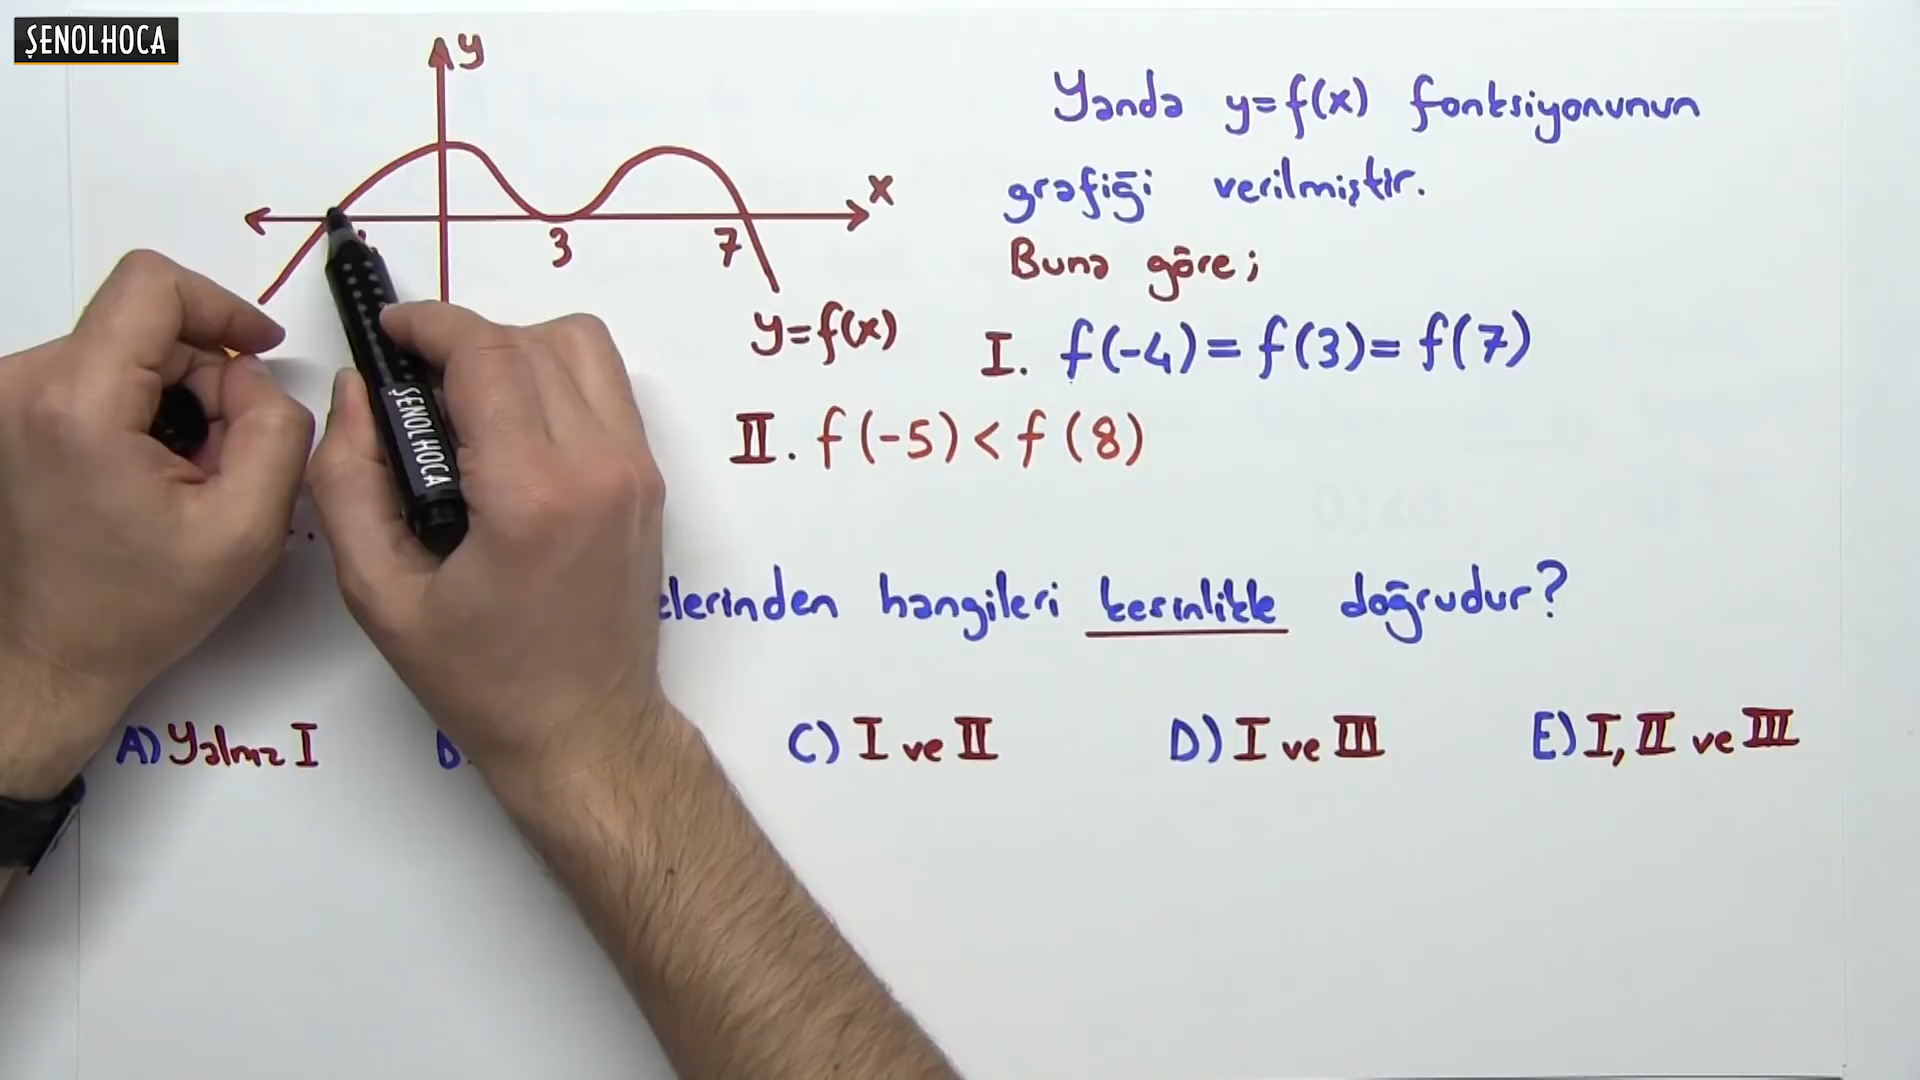 ŞENOLHOCA
y
x
3
7
y=f(x)
Yanda y=f(x) fonksiyonunun
grafiği verilmiştir.
Buna göre;
I. f(-4)=f(3)=f(7)
II. f(-5)<f(8)
ŞENOLHOCA
elerinden hangileri kesinlikle doğrudur?
A) Yalnız I
C) I ve II
D) I ve III
E) I, II ve III